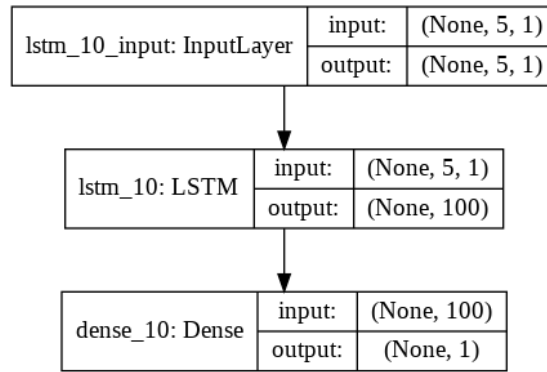 lstm_10_input: InputLayer
input: (None, 5, 1)
output: (None, 5, 1)
lstm_10: LSTM
input: (None, 5, 1)
output: (None, 100)
dense_10: Dense
input: (None, 100)
output: (None, 1)